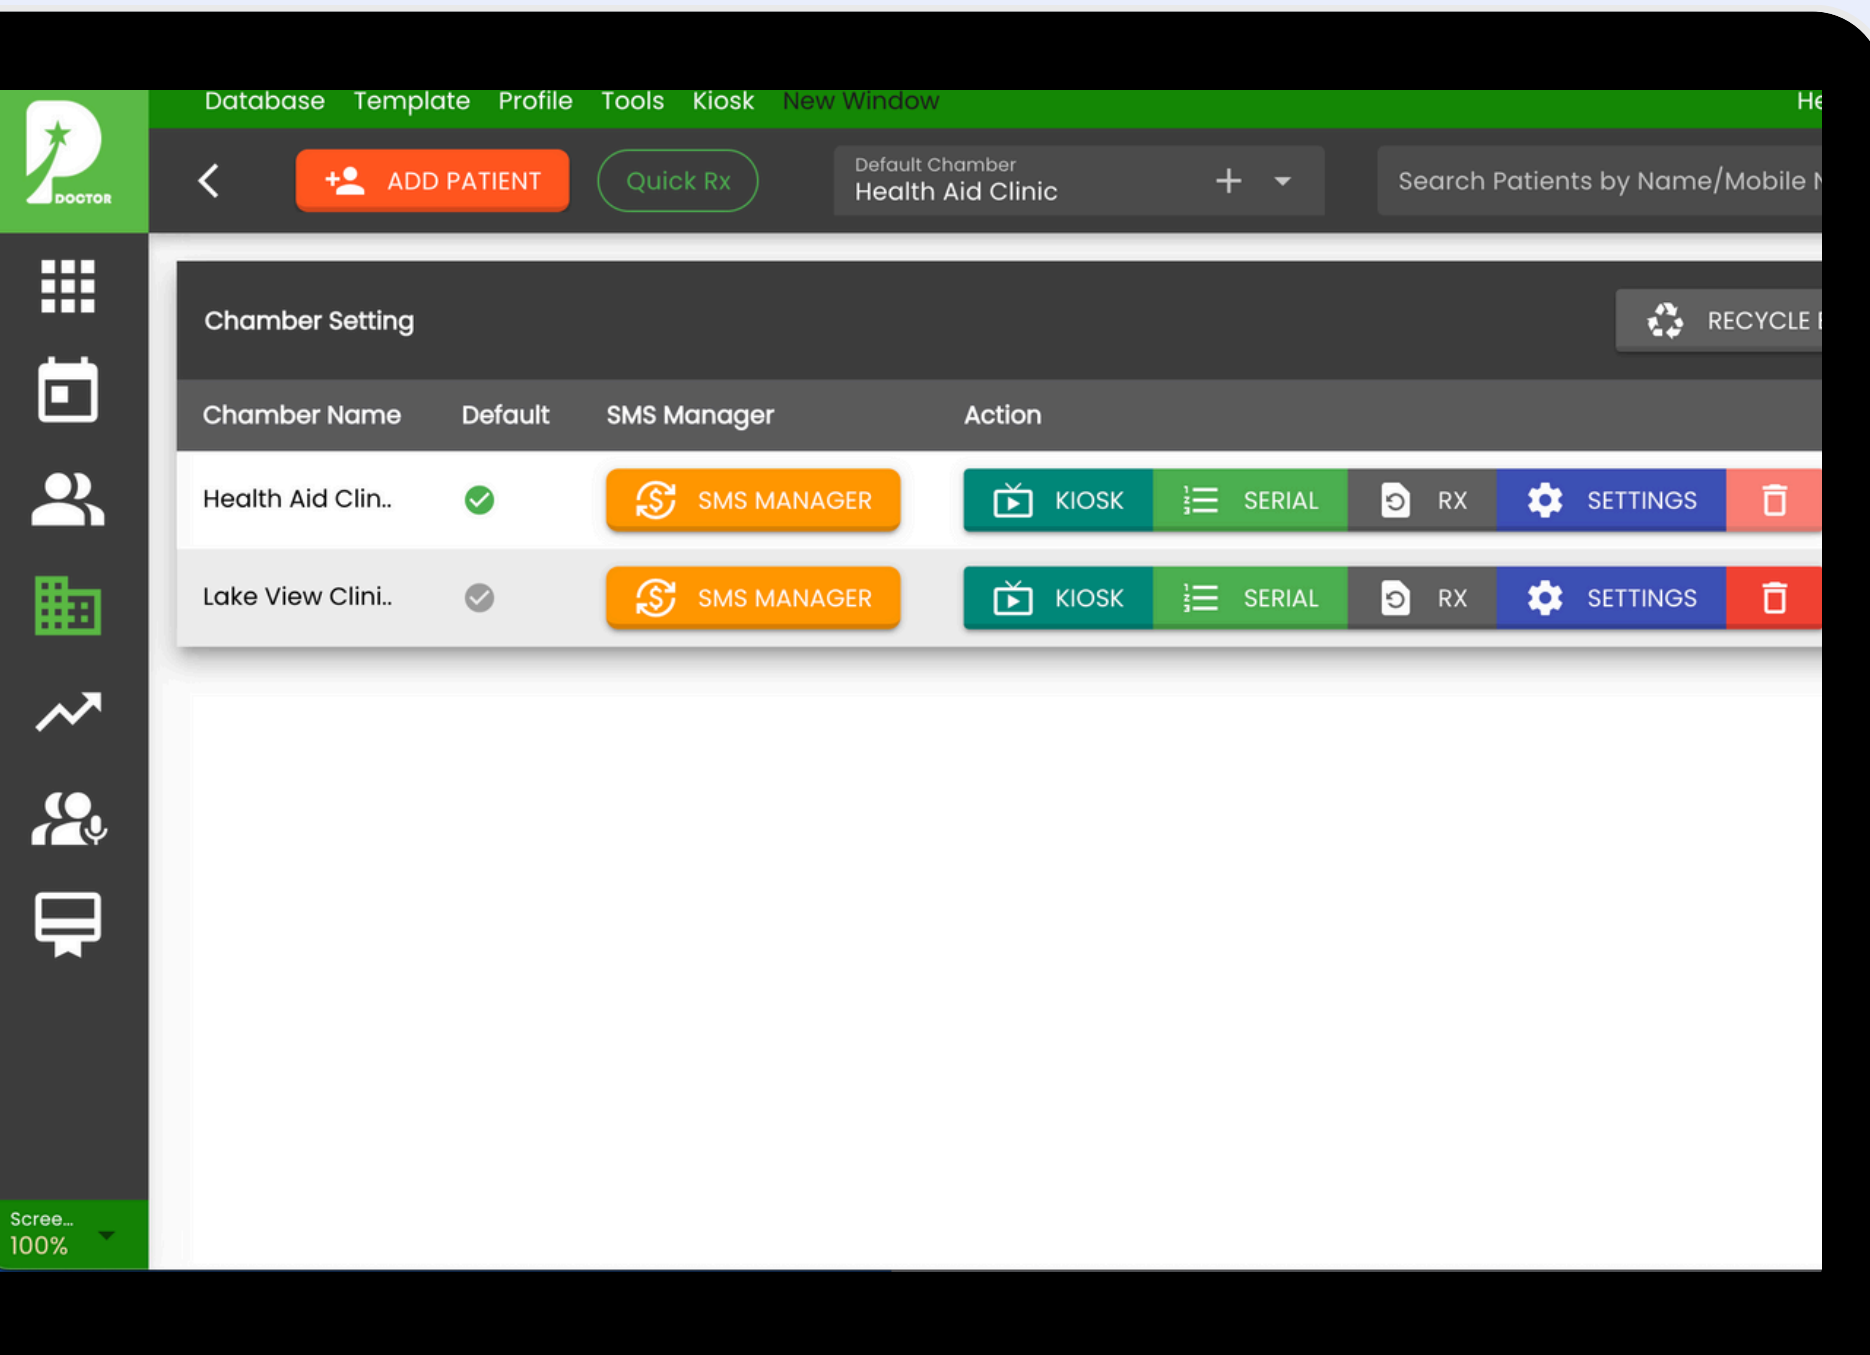 Database Template Profile Tools Kiosk New Window
DOCTOR
ADD PATIENT
Quick Rx
Default Chamber
Health Aid Clinic
Search Patients by Name/Mobile
Chamber Setting
RECYCLE
Chamber Name Default SMS Manager Action
Health Aid Clin.. SMS MANAGER KIOSK SERIAL RX SETTINGS
Lake View Clini.. SMS MANAGER KIOSK SERIAL RX SETTINGS
Scree...
100%